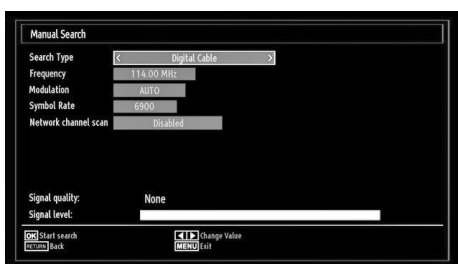 Manual Search
Search Type < Digital Cable >
Frequency 114.00 MHz
Modulation AUTO
Symbol Rate 6900
Network channel scan Disabled
Signal quality: None
Signal level:
OK Start search ◀ ▶ Change Value
RETURN Back MENU Exit